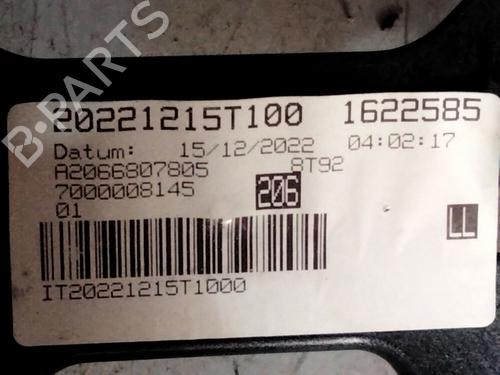 20221215T100 1622585
Datum: 15/12/2022 04:02:17
A2066807805 8T92
7000008145 206
01 LL
IT20221215T1000
B-PARTS